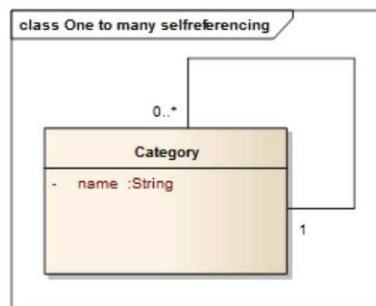 class One to many selfreferencing
0..*
Category
- name :String
1